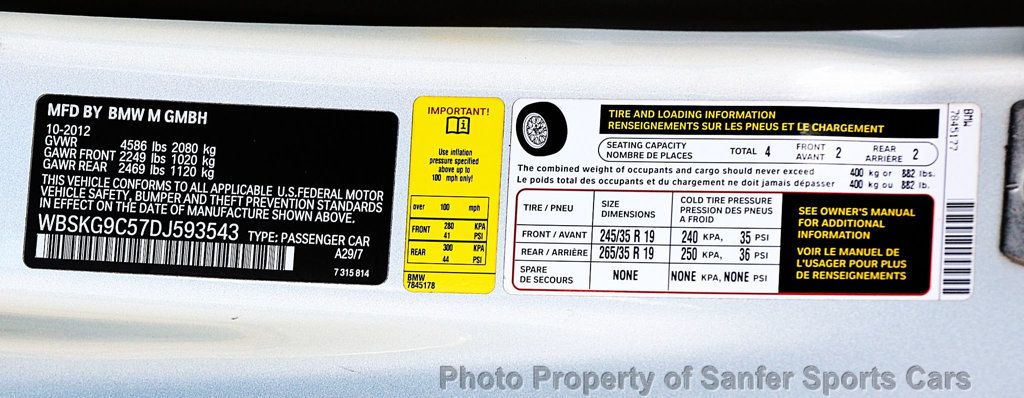 MFD BY BMW M GMBH
10-2012
GVWR 4586 lbs 2080 kg
GAWR FRONT 2249 lbs 1020 kg
GAWR REAR 2469 lbs 1120 kg
THIS VEHICLE CONFORMS TO ALL APPLICABLE U.S.FEDERAL MOTOR
VEHICLE SAFETY, BUMPER AND THEFT PREVENTION STANDARDS
IN EFFECT ON THE DATE OF MANUFACTURE SHOWN ABOVE.
WBSKG9C57DJ593543 TYPE: PASSENGER CAR
A29/7
7 315 814
IMPORTANT!
Use inflation
pressure specified
above up to
100 mph only!
over 100 mph
FRONT 280 KPA
41 PSI
REAR 300 KPA
44 PSI
BMW
7845178
TIRE AND LOADING INFORMATION
RENSEIGNEMENTS SUR LES PNEUS ET LE CHARGEMENT
SEATING CAPACITY
NOMBRE DE PLACES
TOTAL 4
FRONT
AVANT 2
REAR
ARRIÈRE 2
The combined weight of occupants and cargo should never exceed 400 kg or 882 lbs.
Le poids total des occupants et du chargement ne doit jamais dépasser 400 kg ou 882 lb.
TIRE / PNEU
SIZE
DIMENSIONS
COLD TIRE PRESSURE
PRESSION DES PNEUS
A FROID
FRONT / AVANT 245/35 R 19 240 KPA, 35 PSI
REAR / ARRIÈRE 265/35 R 19 250 KPA, 36 PSI
SPARE
DE SECOURS
NONE NONE KPA, NONE PSI
SEE OWNER'S MANUAL
FOR ADDITIONAL
INFORMATION
VOIR LE MANUEL DE
L'USAGER POUR PLUS
DE RENSEIGNEMENTS
BMW
7845177
Photo Property of Sanfer Sports Cars